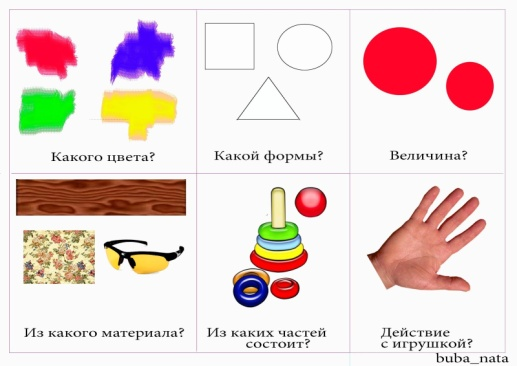 Какого цвета?
Какой формы?
Величина?
Из какого материала?
Из каких частей
состоит?
Действие
с игрушкой?
buba_nata